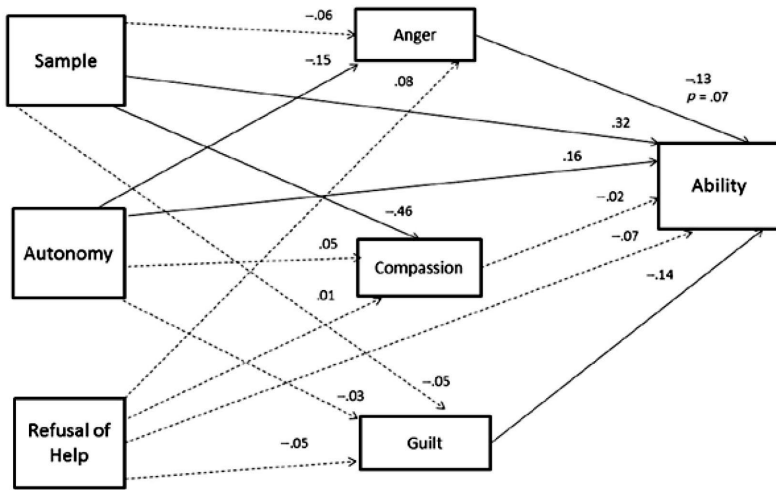 Sample
Autonomy
Refusal of
Help
Anger
Compassion
Guilt
Ability
–.06
–.15
.08
–.13
p = .07
.32
.16
–.46
–.02
.05
–.07
.01
–.14
–.03
–.05
–.05